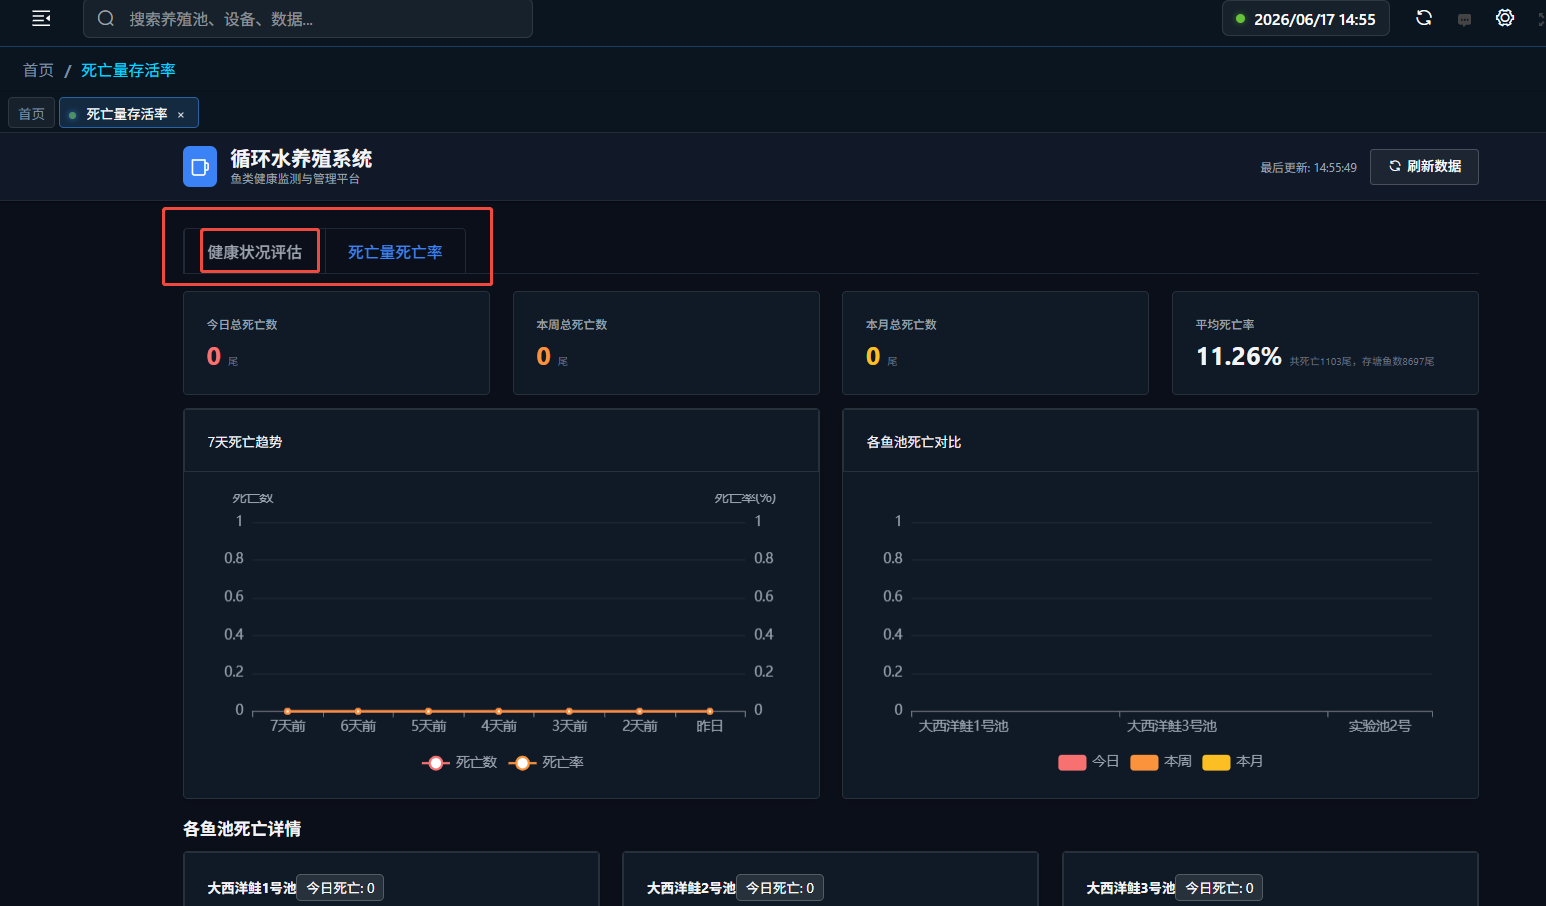 搜索养殖池、设备、数据...
2026/06/17 14:55
首页 / 死亡量存活率
首页
死亡量存活率 ×
循环水养殖系统
鱼类健康监测与管理平台
最后更新: 14:55:49
刷新数据
健康状况评估
死亡量死亡率
今日总死亡数
0 尾
本周总死亡数
0 尾
本月总死亡数
0 尾
平均死亡率
11.26% 共死亡1103尾，存塘鱼数8697尾
7天死亡趋势
死亡数
死亡率(%)
1
0.8
0.6
0.4
0.2
0
1
0.8
0.6
0.4
0.2
0
7天前
6天前
5天前
4天前
3天前
2天前
昨日
死亡数
死亡率
各鱼池死亡对比
1
0.8
0.6
0.4
0.2
0
大西洋鲑1号池
大西洋鲑3号池
实验池2号
今日
本周
本月
各鱼池死亡详情
大西洋鲑1号池 今日死亡: 0
大西洋鲑2号池 今日死亡: 0
大西洋鲑3号池 今日死亡: 0